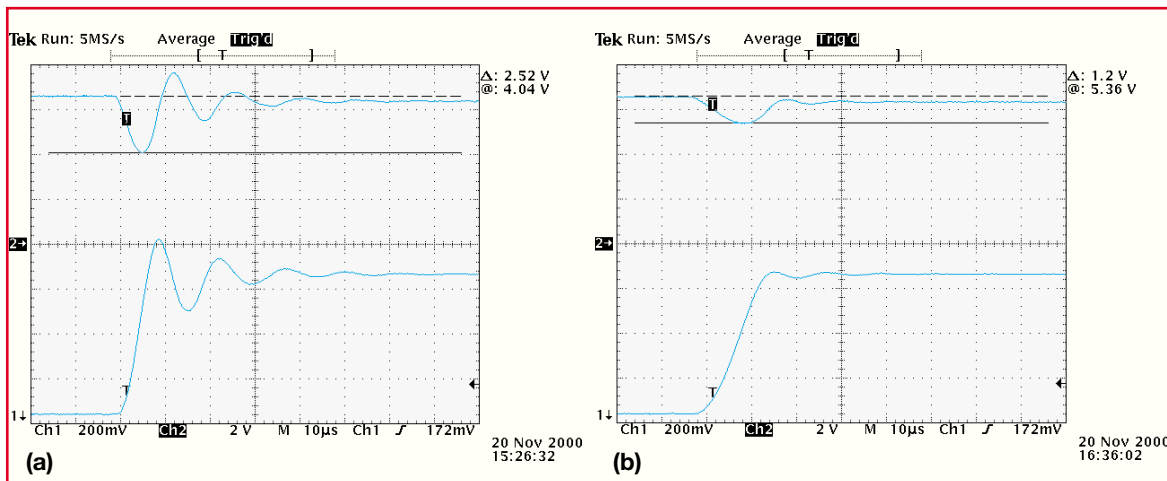 Tek Run: 5MS/s Average Trig'd
[ T ]
Δ: 2.52 V
@: 4.04 V
T
2→
T
1↓
Ch1 200mV Ch2 2 V M 10µs Ch1 ∫ 172mV
20 Nov 2000
15:26:32
(a)
Tek Run: 5MS/s Average Trig'd
[ T ]
Δ: 1.2 V
@: 5.36 V
T
2→
T
1↓
Ch1 200mV Ch2 2 V M 10µs Ch1 ∫ 172mV
20 Nov 2000
16:36:02
(b)